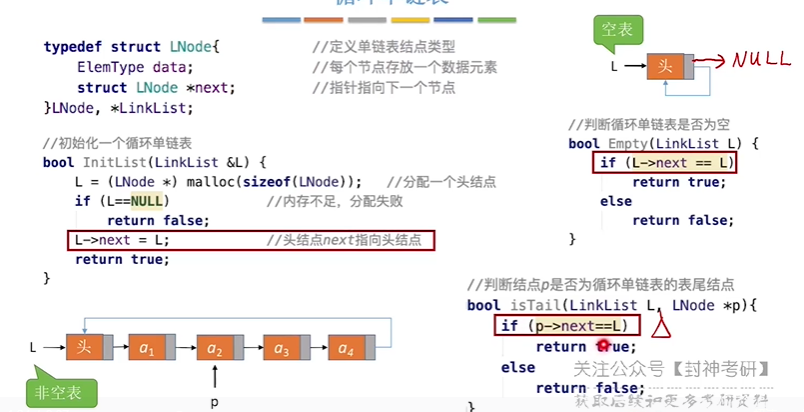 循环单链表
typedef struct LNode{ //定义单链表结点类型
ElemType data; //每个节点存放一个数据元素
struct LNode *next; //指针指向下一个节点
}LNode, *LinkList;
空表
L
头
NULL
//初始化一个循环单链表
bool InitList(LinkList &L) {
L = (LNode *) malloc(sizeof(LNode)); //分配一个头结点
if (L==NULL) //内存不足，分配失败
return false;
L->next = L; //头结点next指向头结点
return true;
}
//判断循环单链表是否为空
bool Empty(LinkList L) {
if (L->next == L)
return true;
else
return false;
}
//判断结点p是否为循环单链表的表尾结点
bool isTail(LinkList L, LNode *p){
if (p->next==L)
return true;
else
return false;
}
L
头
a1
a2
a3
a4
非空表
p
关注公众号【封神考研】
获取后续和更多考研资料